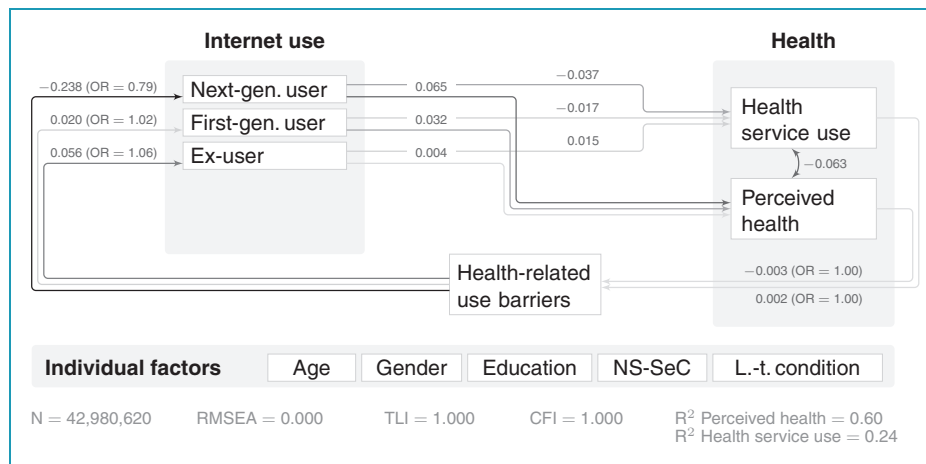 Internet use
Health
−0.238 (OR = 0.79)
Next-gen. user
0.065
−0.037
0.020 (OR = 1.02)
First-gen. user
0.032
−0.017
0.056 (OR = 1.06)
Ex-user
0.004
0.015
Health
service use
−0.063
Perceived
health
Health-related
use barriers
−0.003 (OR = 1.00)
0.002 (OR = 1.00)
Individual factors
Age
Gender
Education
NS-SeC
L.-t. condition
N = 42,980,620
RMSEA = 0.000
TLI = 1.000
CFI = 1.000
R² Perceived health = 0.60
R² Health service use = 0.24